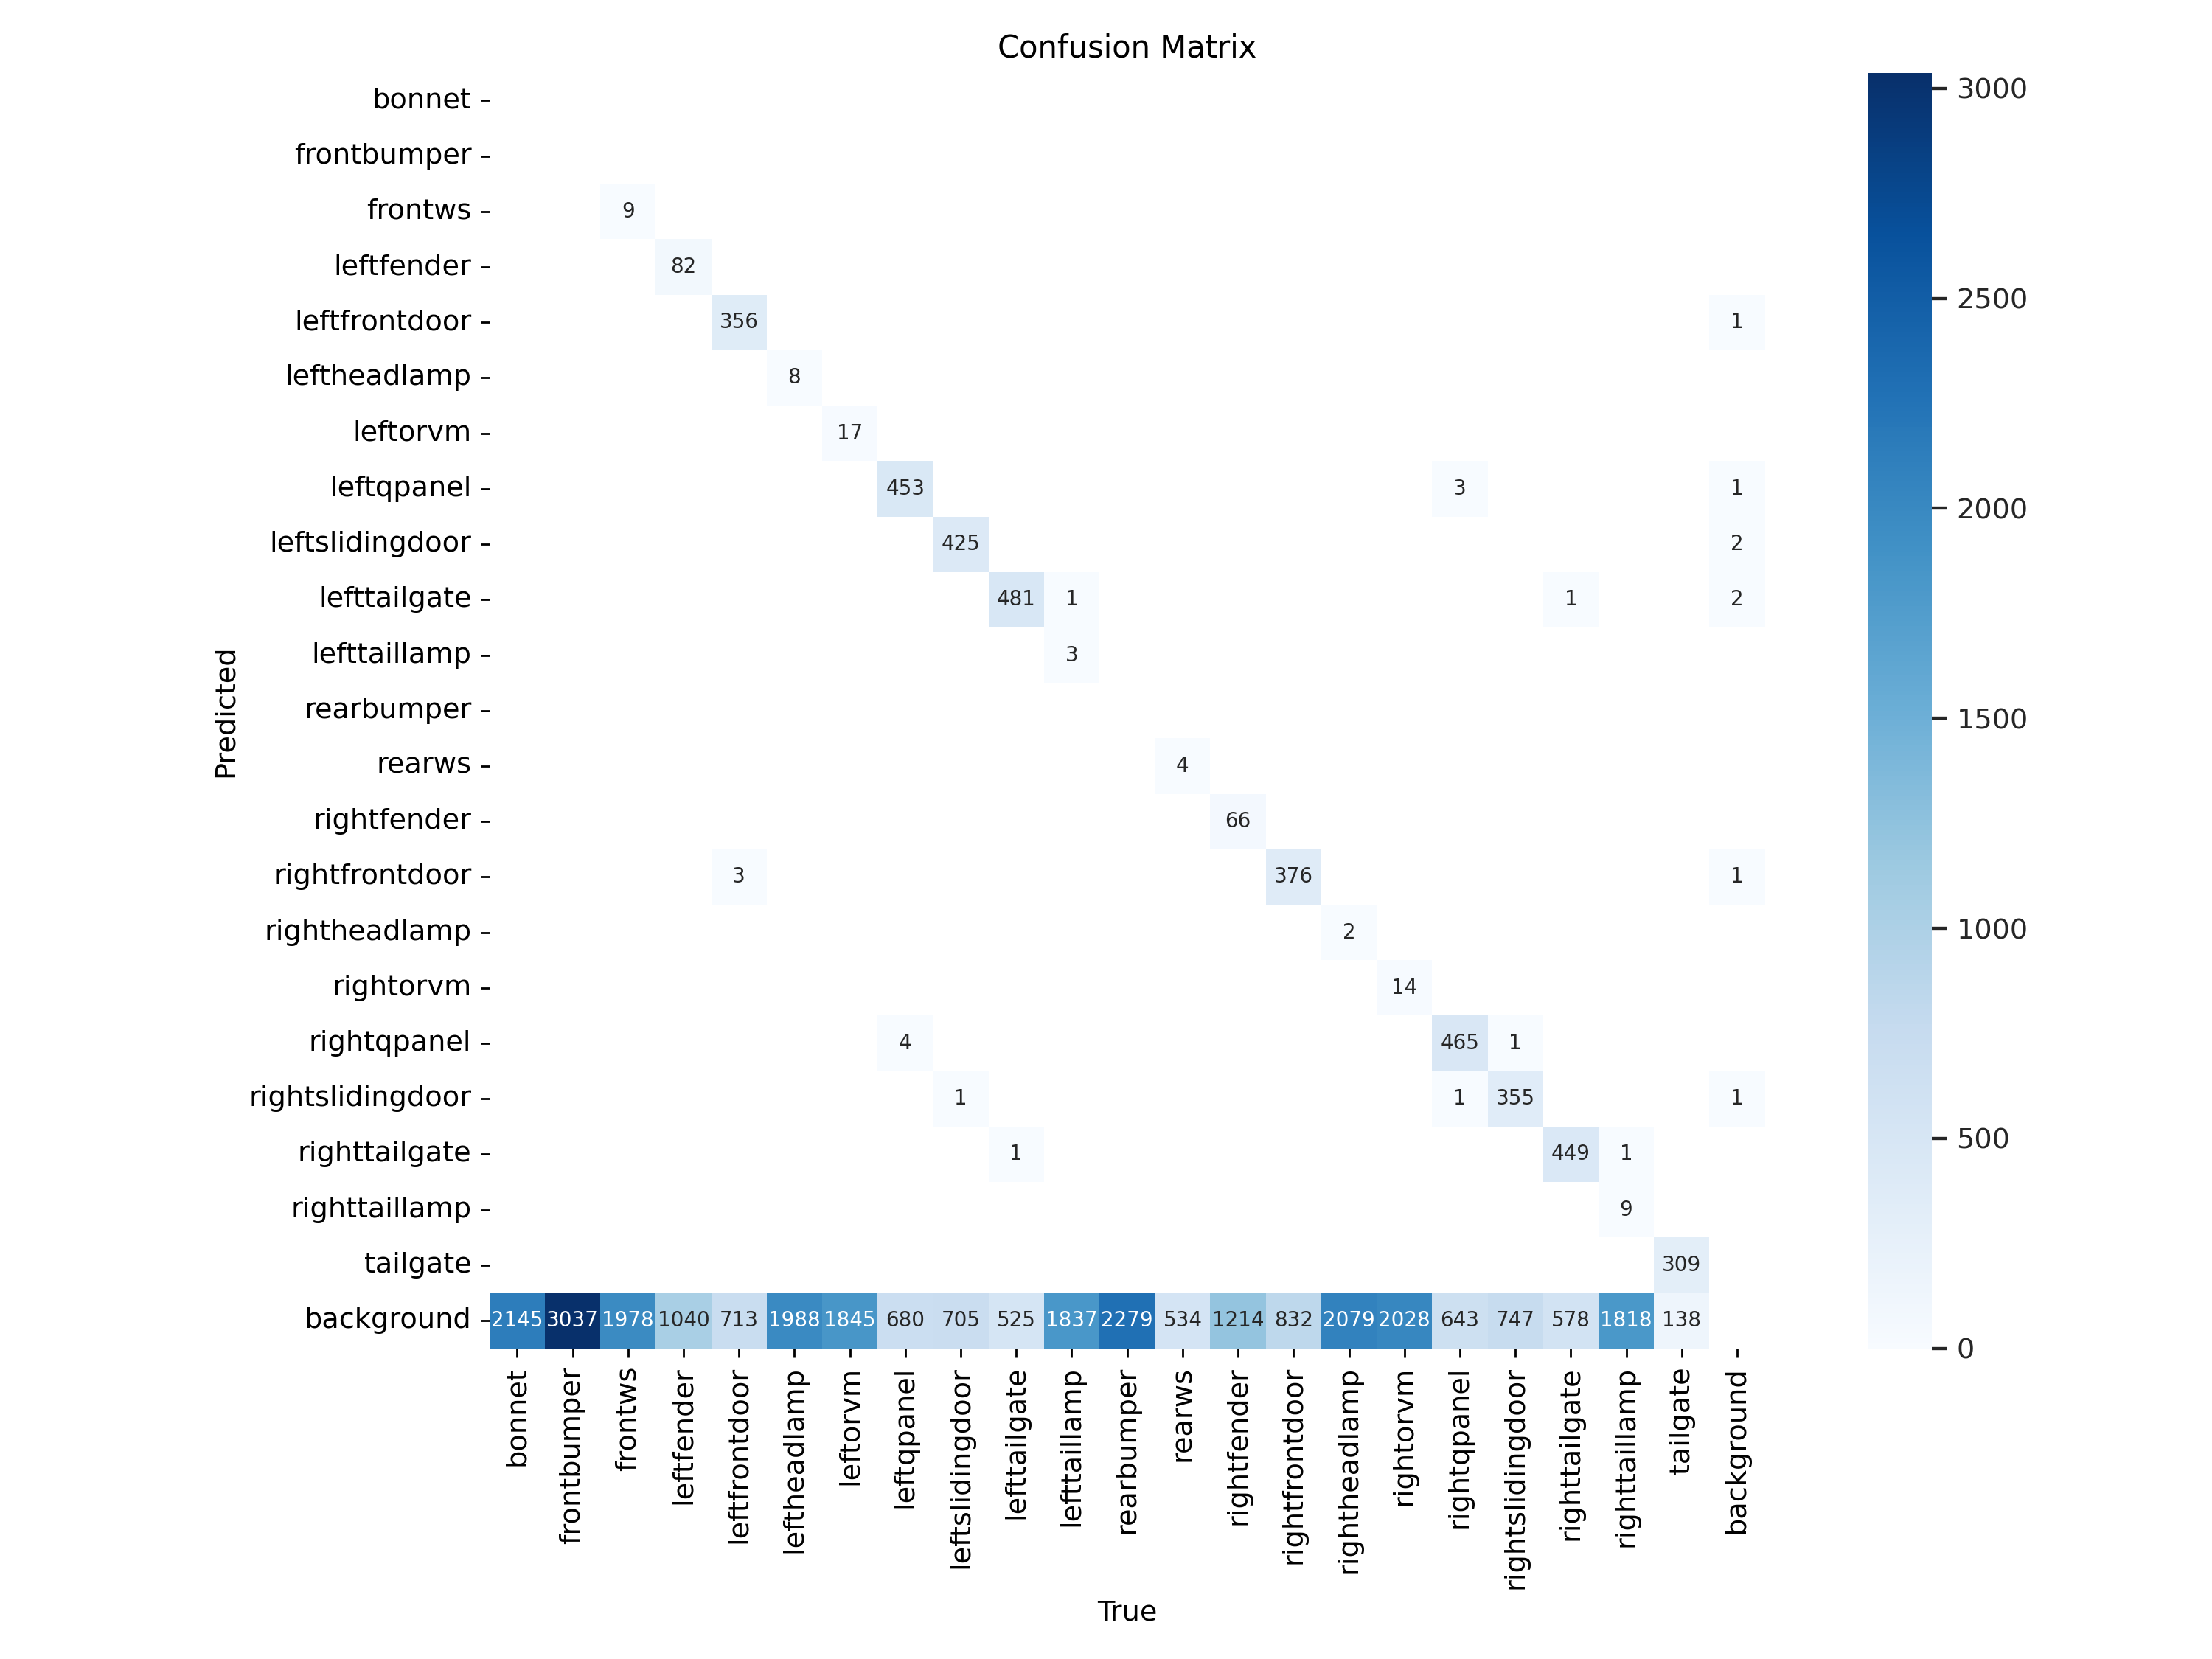 Confusion Matrix
bonnet
frontbumper
frontws 9
leftfender 82
leftfrontdoor 356 1
leftheadlamp 8
leftorvm 17
leftqpanel 453 3 1
leftslidingdoor 425 2
lefttailgate 481 1 1 2
lefttaillamp 3
rearbumper
rearws 4
rightfender 66
rightfrontdoor 3 376 1
rightheadlamp 2
rightorvm 14
rightqpanel 4 465 1
rightslidingdoor 1 1 355 1
righttailgate 1 449 1
righttaillamp 9
tailgate 309
background 2145 3037 1978 1040 713 1988 1845 680 705 525 1837 2279 534 1214 832 2079 2028 643 747 578 1818 138
Predicted
bonnet
frontbumper
frontws
leftfender
leftfrontdoor
leftheadlamp
leftorvm
leftqpanel
leftslidingdoor
lefttailgate
lefttaillamp
rearbumper
rearws
rightfender
rightfrontdoor
rightheadlamp
rightorvm
rightqpanel
rightslidingdoor
righttailgate
righttaillamp
tailgate
background
True
3000
2500
2000
1500
1000
500
0